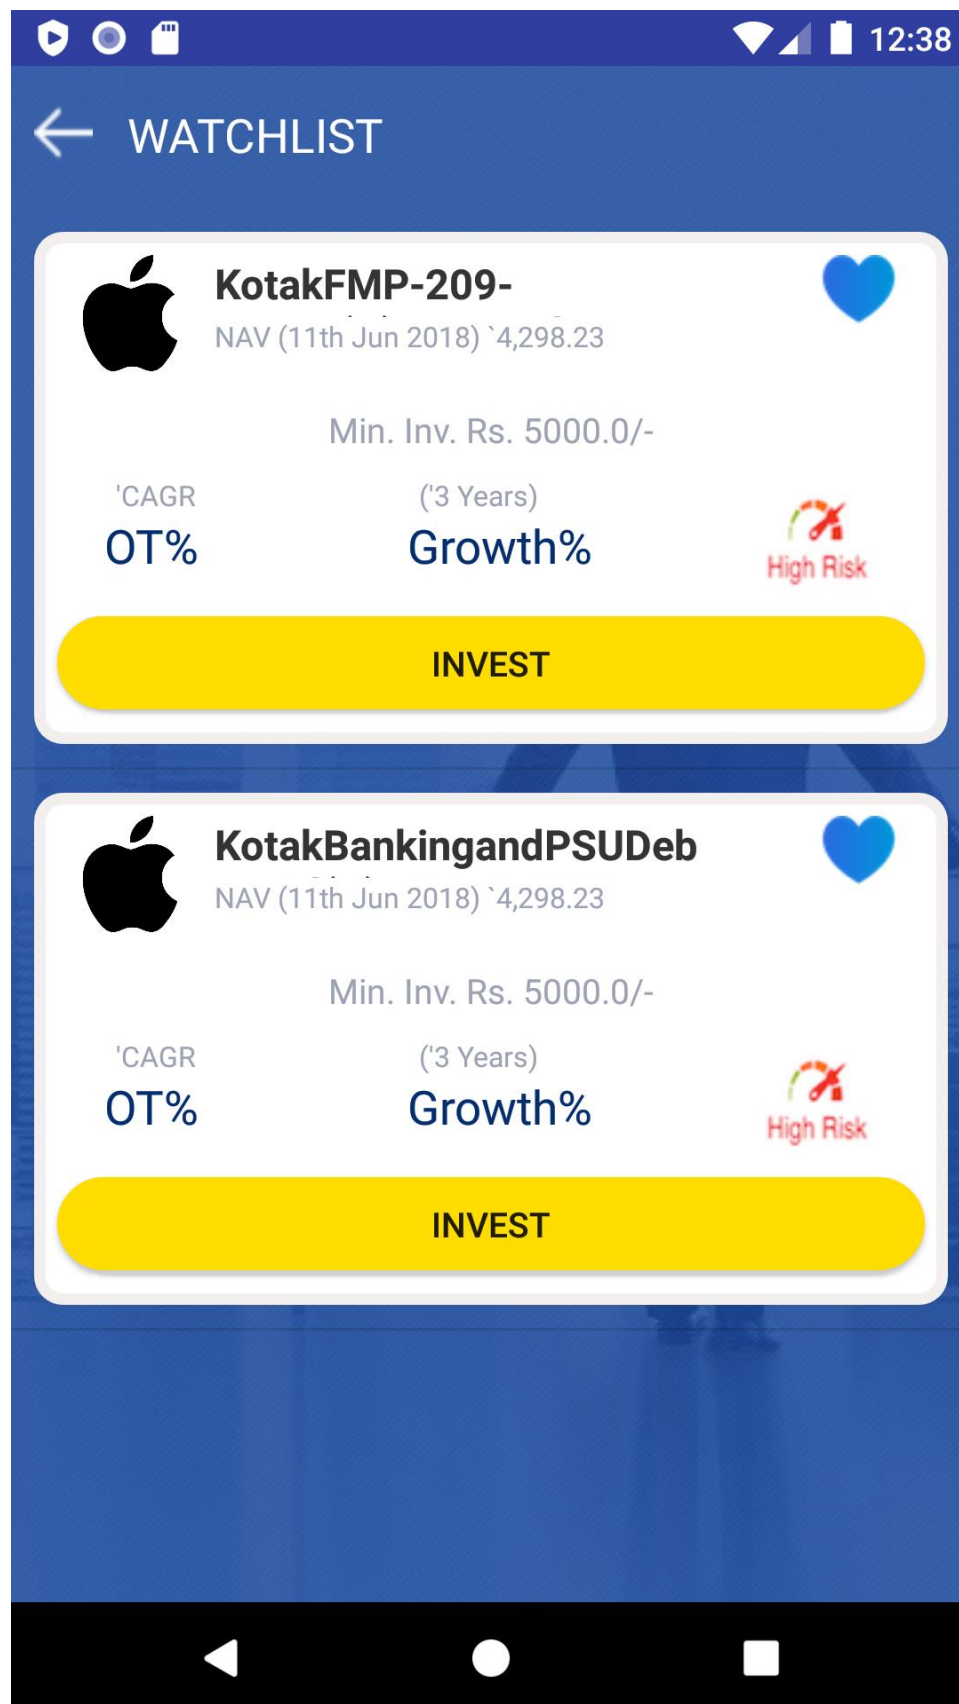 12:38
WATCHLIST
KotakFMP-209-
NAV (11th Jun 2018) `4,298.23
Min. Inv. Rs. 5000.0/-
'CAGR ('3 Years)
OT% Growth%
High Risk
INVEST
KotakBankingandPSUDeb
NAV (11th Jun 2018) `4,298.23
Min. Inv. Rs. 5000.0/-
'CAGR ('3 Years)
OT% Growth%
High Risk
INVEST